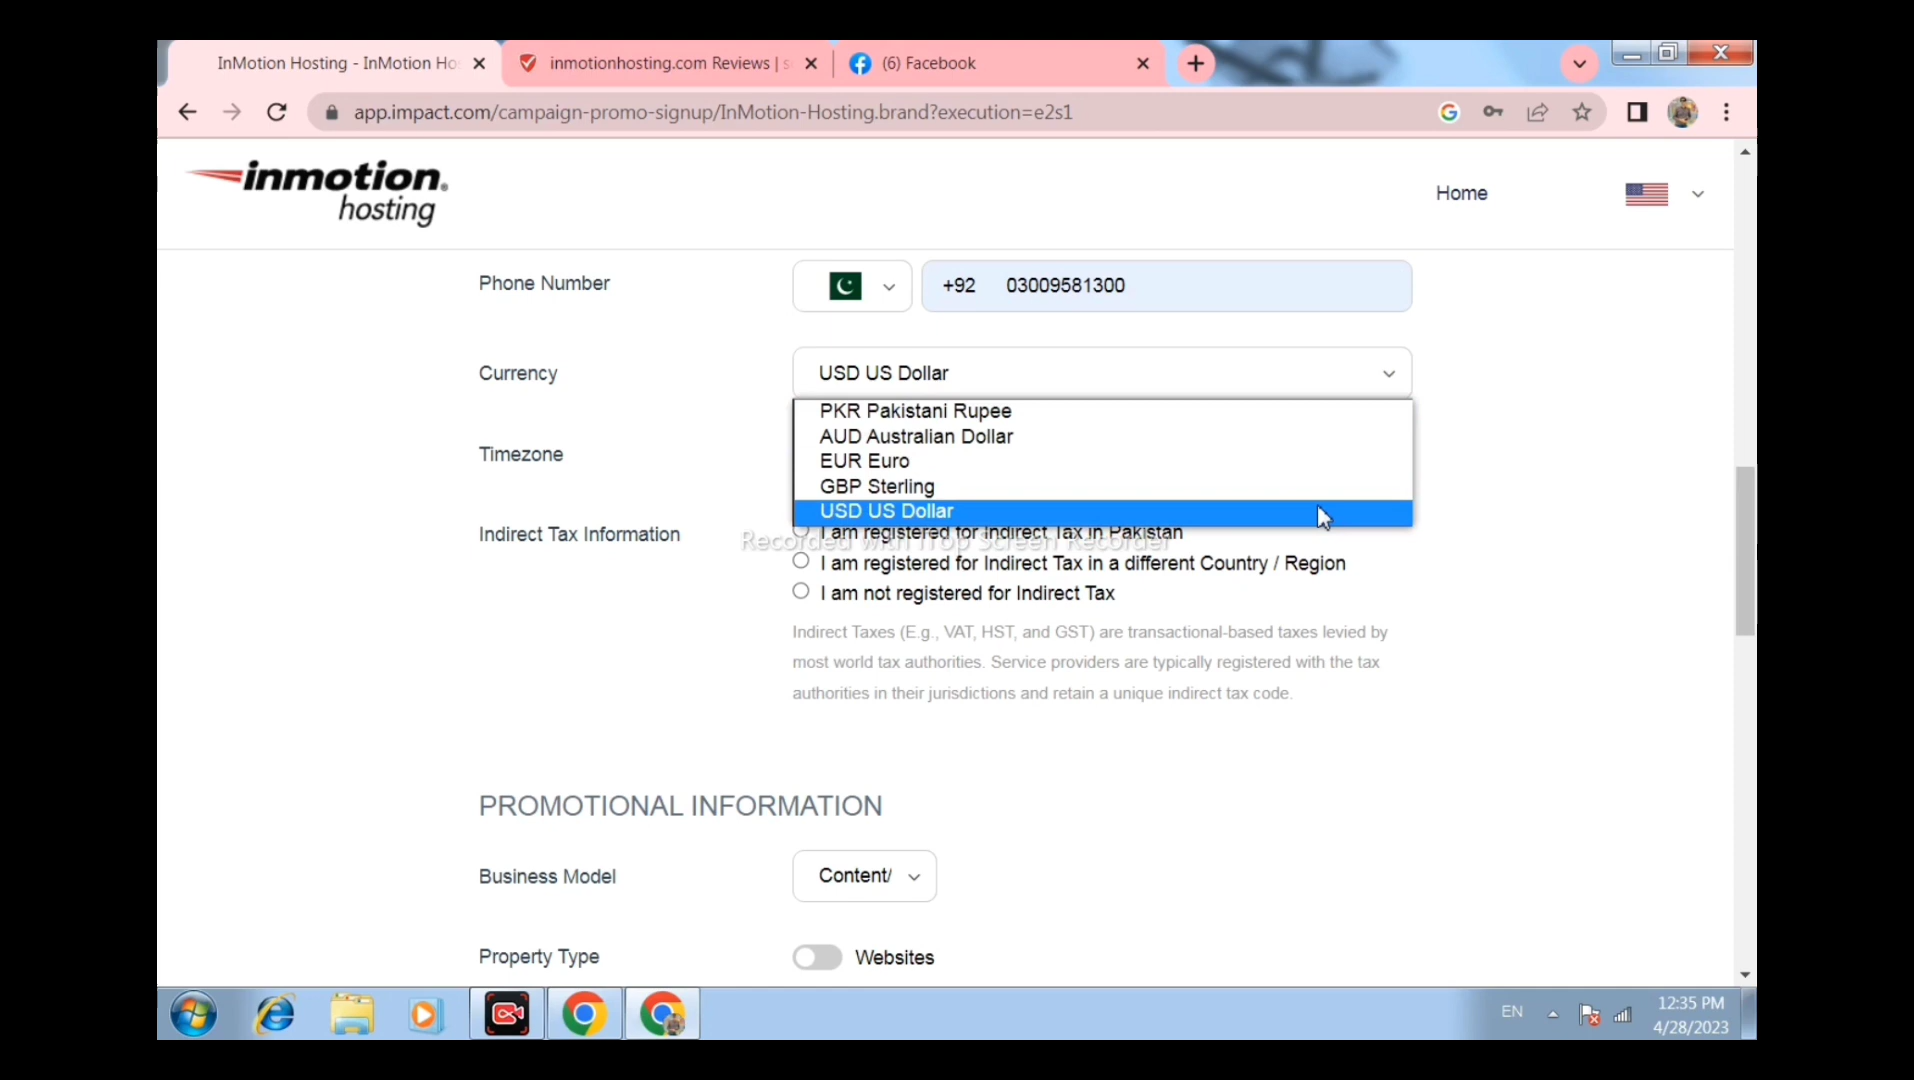 InMotion Hosting - InMotion Ho
inmotionhosting.com Reviews | s
(6) Facebook
app.impact.com/campaign-promo-signup/InMotion-Hosting.brand?execution=e2s1
inmotion
hosting
Home
Phone Number
+92 03009581300
Currency
USD US Dollar
PKR Pakistani Rupee
AUD Australian Dollar
EUR Euro
GBP Sterling
USD US Dollar
Timezone
Indirect Tax Information
I am registered for Indirect Tax in Pakistan
Recorded with iTop Screen Recorder
I am registered for Indirect Tax in a different Country / Region
I am not registered for Indirect Tax
Indirect Taxes (E.g., VAT, HST, and GST) are transactional-based taxes levied by
most world tax authorities. Service providers are typically registered with the tax
authorities in their jurisdictions and retain a unique indirect tax code.
PROMOTIONAL INFORMATION
Business Model
Content/
Property Type
Websites
EN
12:35 PM
4/28/2023